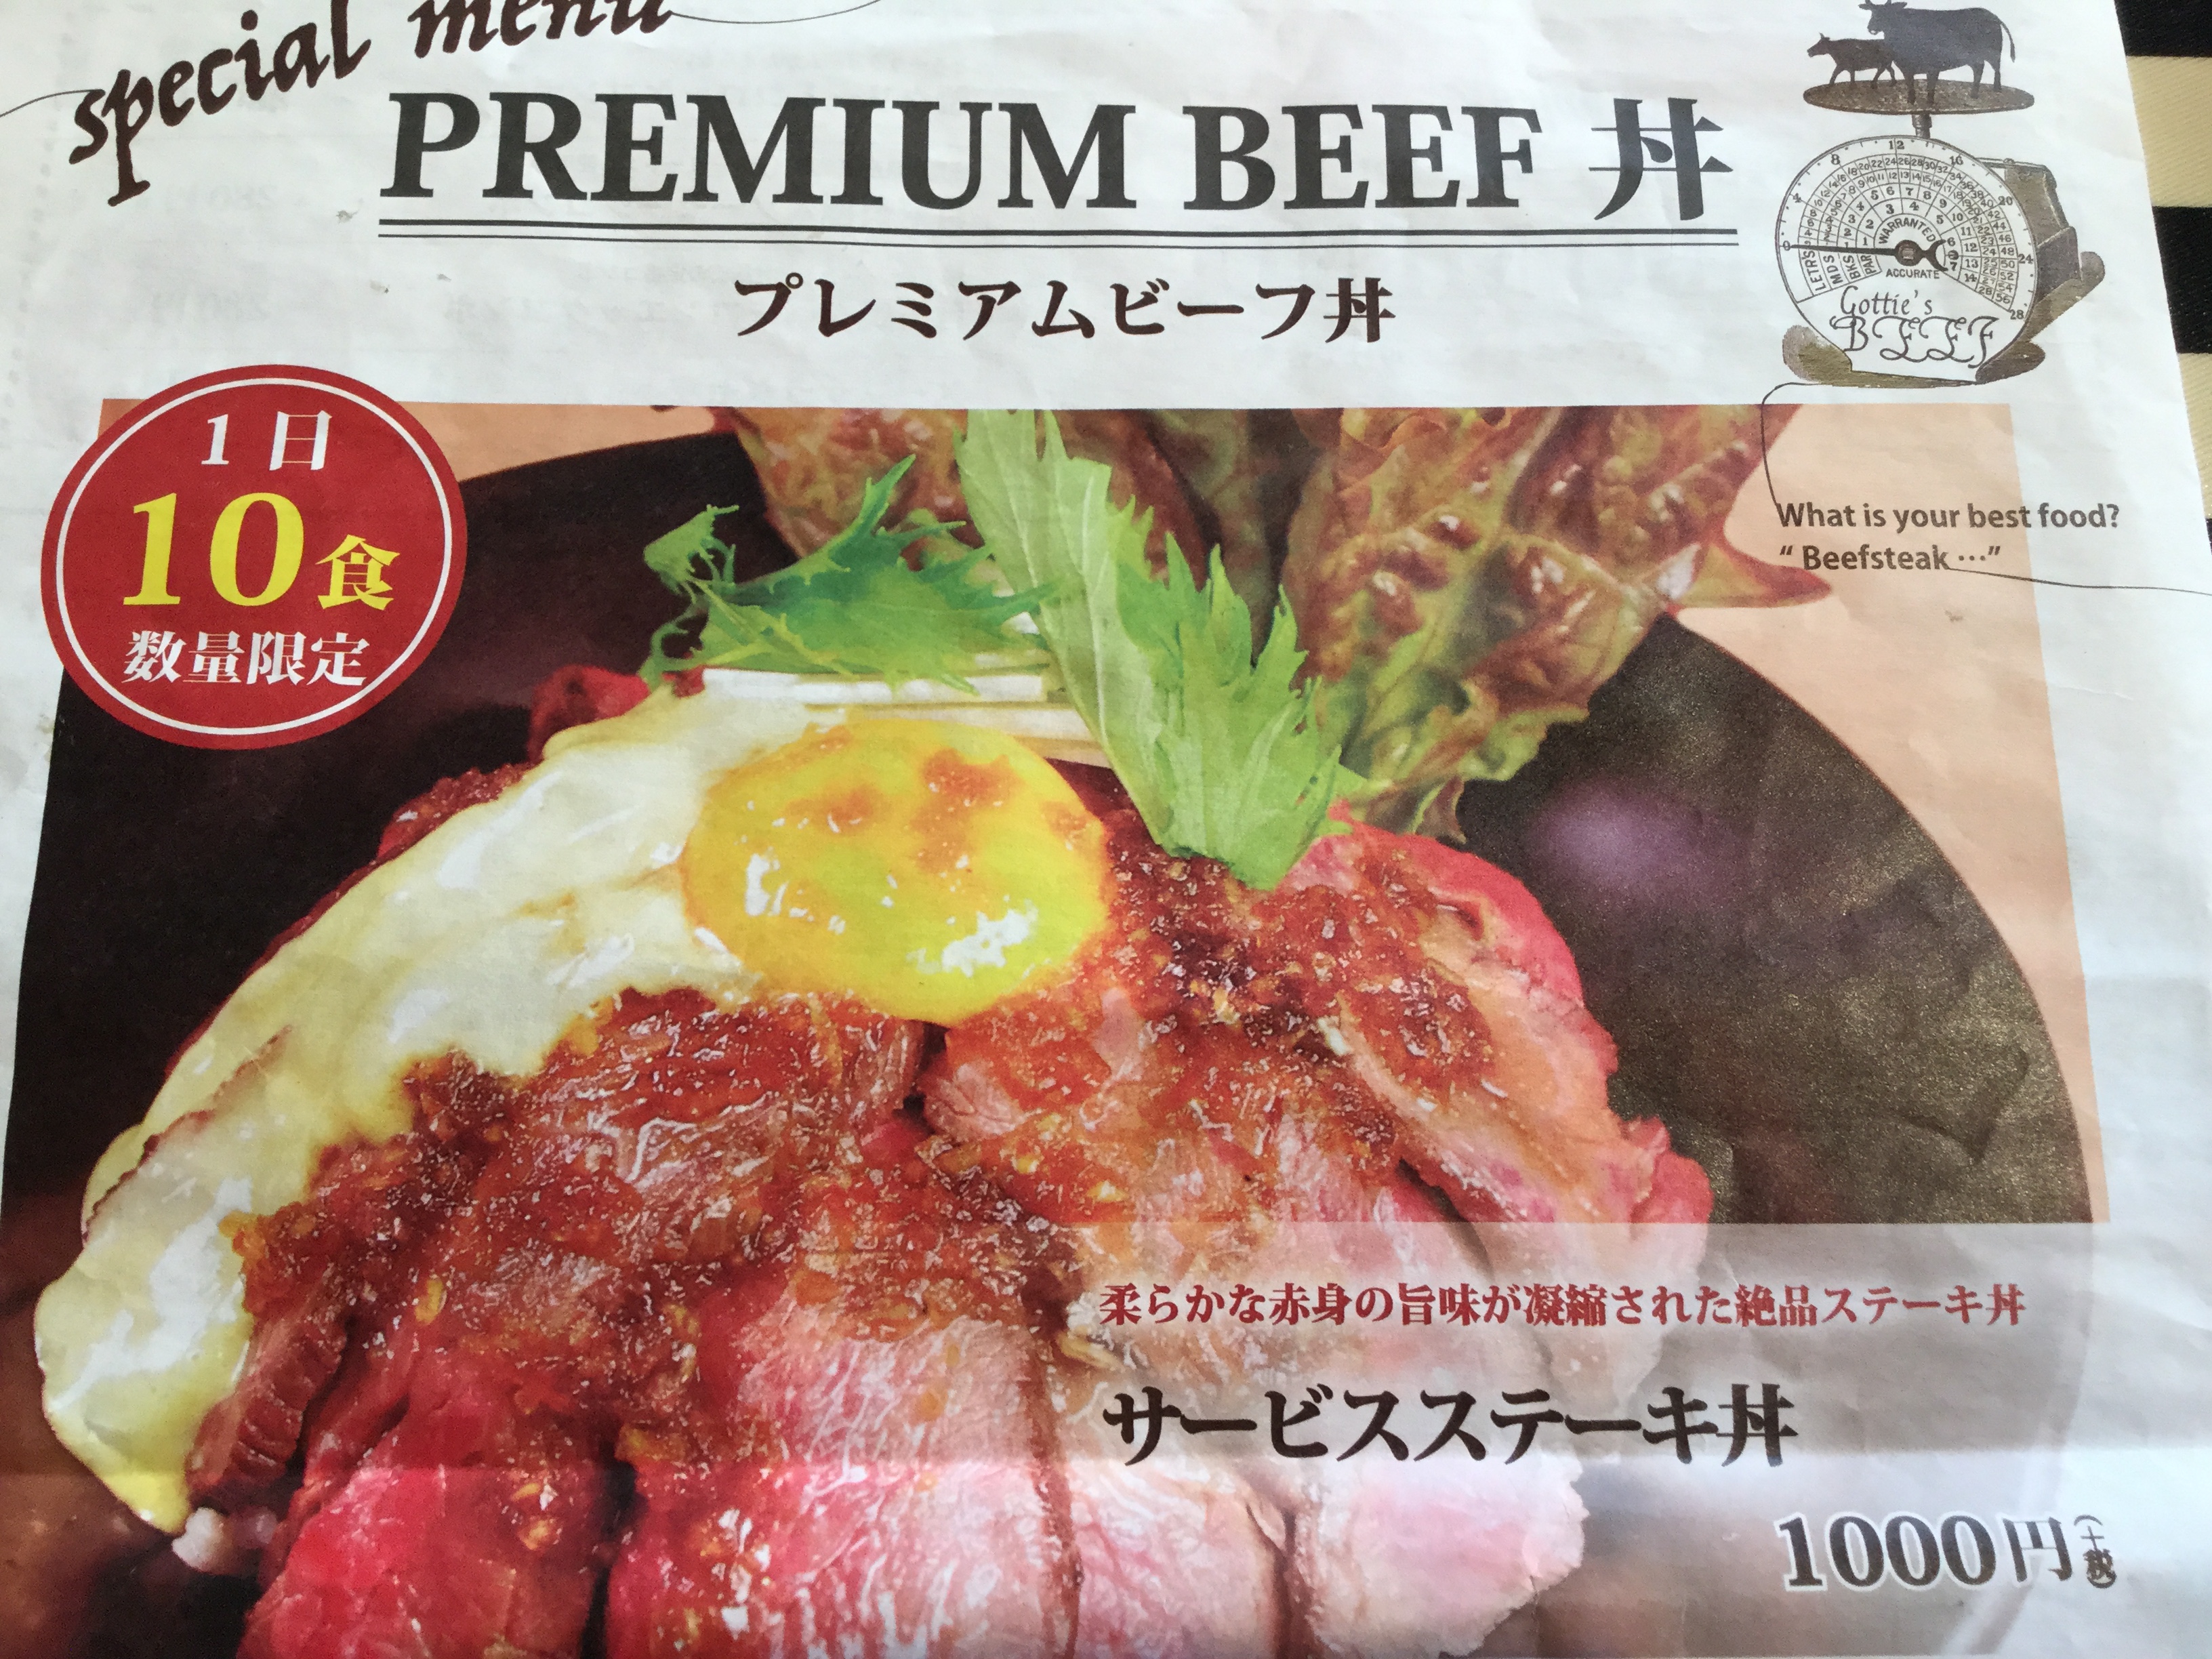 special menu
PREMIUM BEEF 丼
プレミアムビーフ丼
WARRANTED
ACCURATE
Gottie's
BEEF
1日
10食
数量限定
What is your best food?
“ Beefsteak …”
柔らかな赤身の旨味が凝縮された絶品ステーキ丼
サービスステーキ丼
1000円(+税)